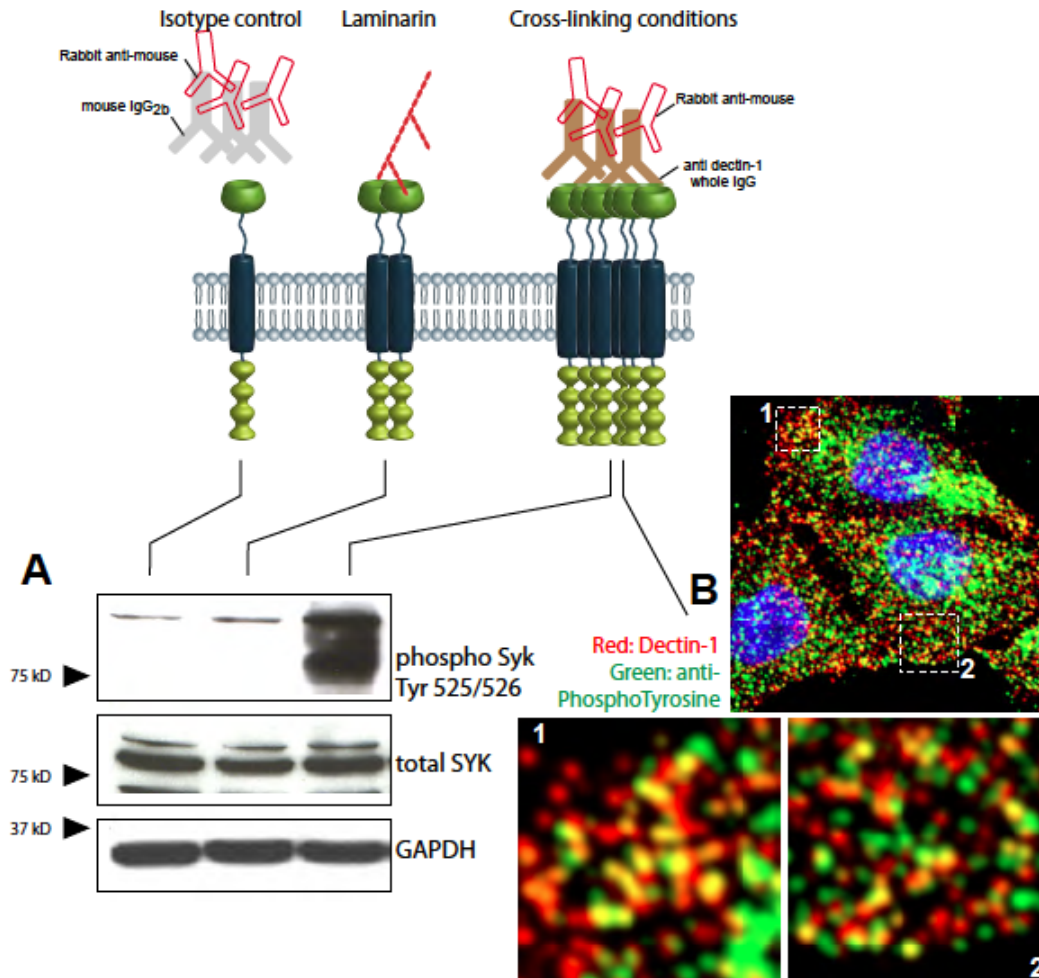 Isotype control
Laminarin
Cross-linking conditions
Rabbit anti-mouse
mouse IgG2b
Rabbit anti-mouse
anti dectin-1
whole IgG
A
75 kD
phospho Syk
Tyr 525/526
75 kD
total SYK
37 kD
GAPDH
B
Red: Dectin-1
Green: anti-
PhosphoTyrosine
1
2
1
2